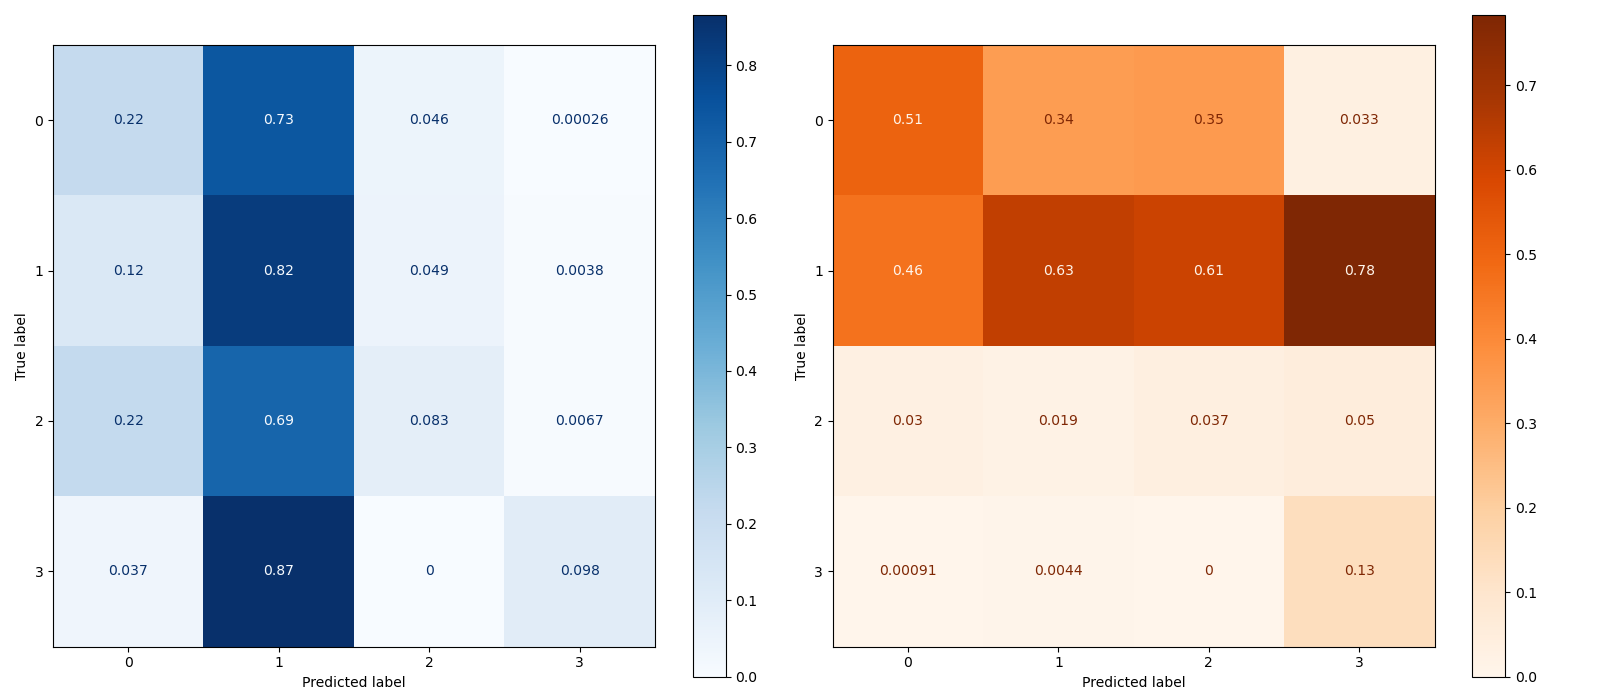 0.22 0.73 0.046 0.00026
0.12 0.82 0.049 0.0038
0.22 0.69 0.083 0.0067
0.037 0.87 0 0.098
0
1
2
3
True label
0 1 2 3
Predicted label
0.8
0.7
0.6
0.5
0.4
0.3
0.2
0.1
0.0
0.51 0.34 0.35 0.033
0.46 0.63 0.61 0.78
0.03 0.019 0.037 0.05
0.00091 0.0044 0 0.13
0
1
2
3
True label
0 1 2 3
Predicted label
0.7
0.6
0.5
0.4
0.3
0.2
0.1
0.0